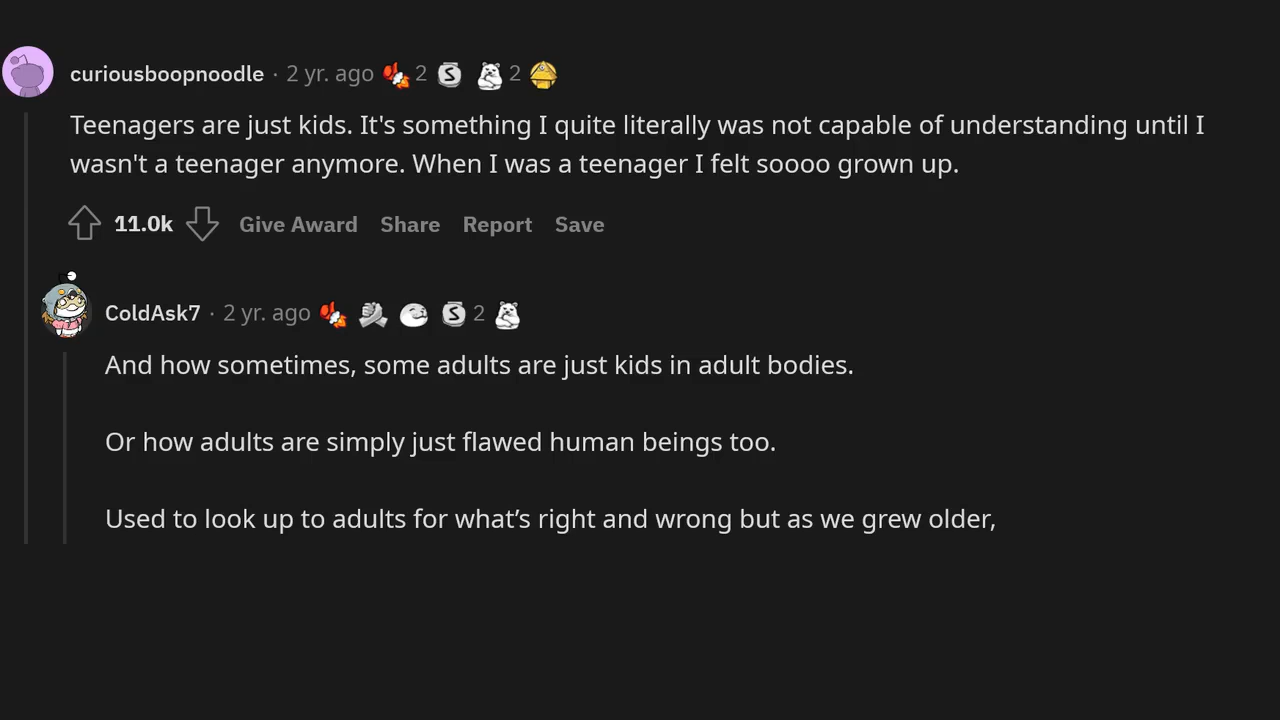 curiousboopnoodle · 2 yr. ago 2 S 2
Teenagers are just kids. It's something I quite literally was not capable of understanding until I
wasn't a teenager anymore. When I was a teenager I felt soooo grown up.
11.0k Give Award Share Report Save
ColdAsk7 · 2 yr. ago S 2
And how sometimes, some adults are just kids in adult bodies.
Or how adults are simply just flawed human beings too.
Used to look up to adults for what’s right and wrong but as we grew older,